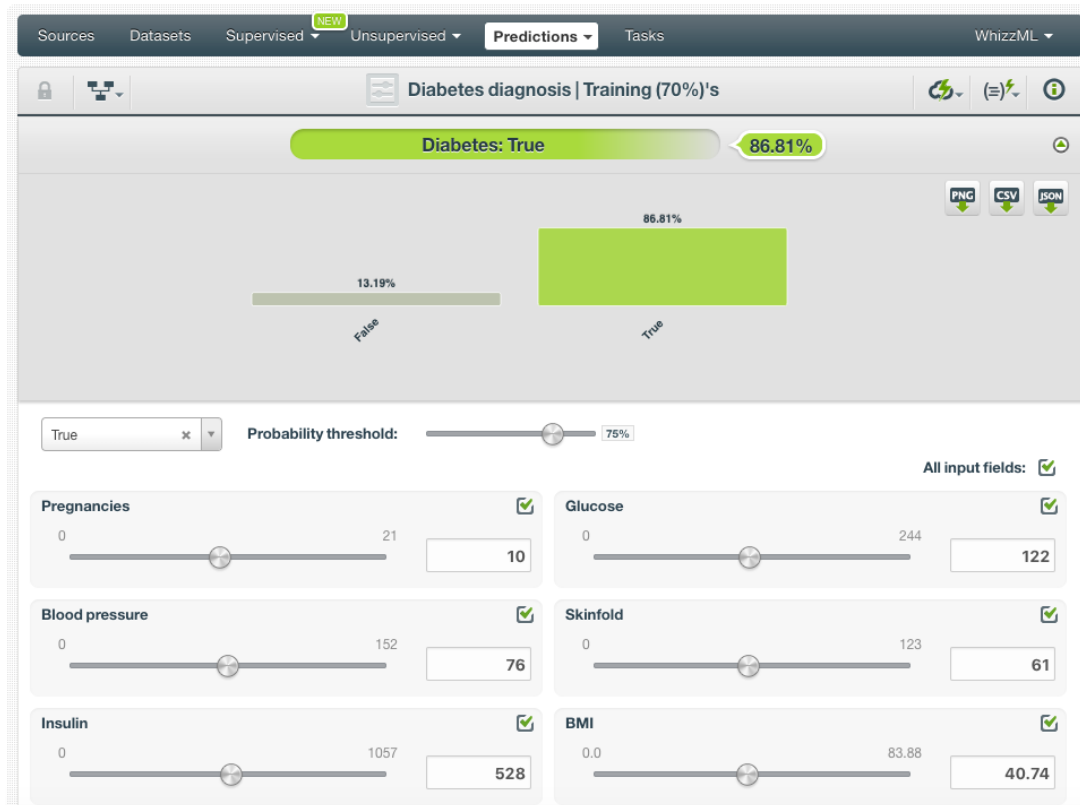 NEW
Sources Datasets Supervised Unsupervised Predictions Tasks WhizzML
Diabetes diagnosis | Training (70%)'s
Diabetes: True 86.81%
PNG CSV JSON
86.81%
13.19%
False True
True Probability threshold: 75%
All input fields:
Pregnancies
0 21
10
Glucose
0 244
122
Blood pressure
0 152
76
Skinfold
0 123
61
Insulin
0 1057
528
BMI
0.0 83.88
40.74